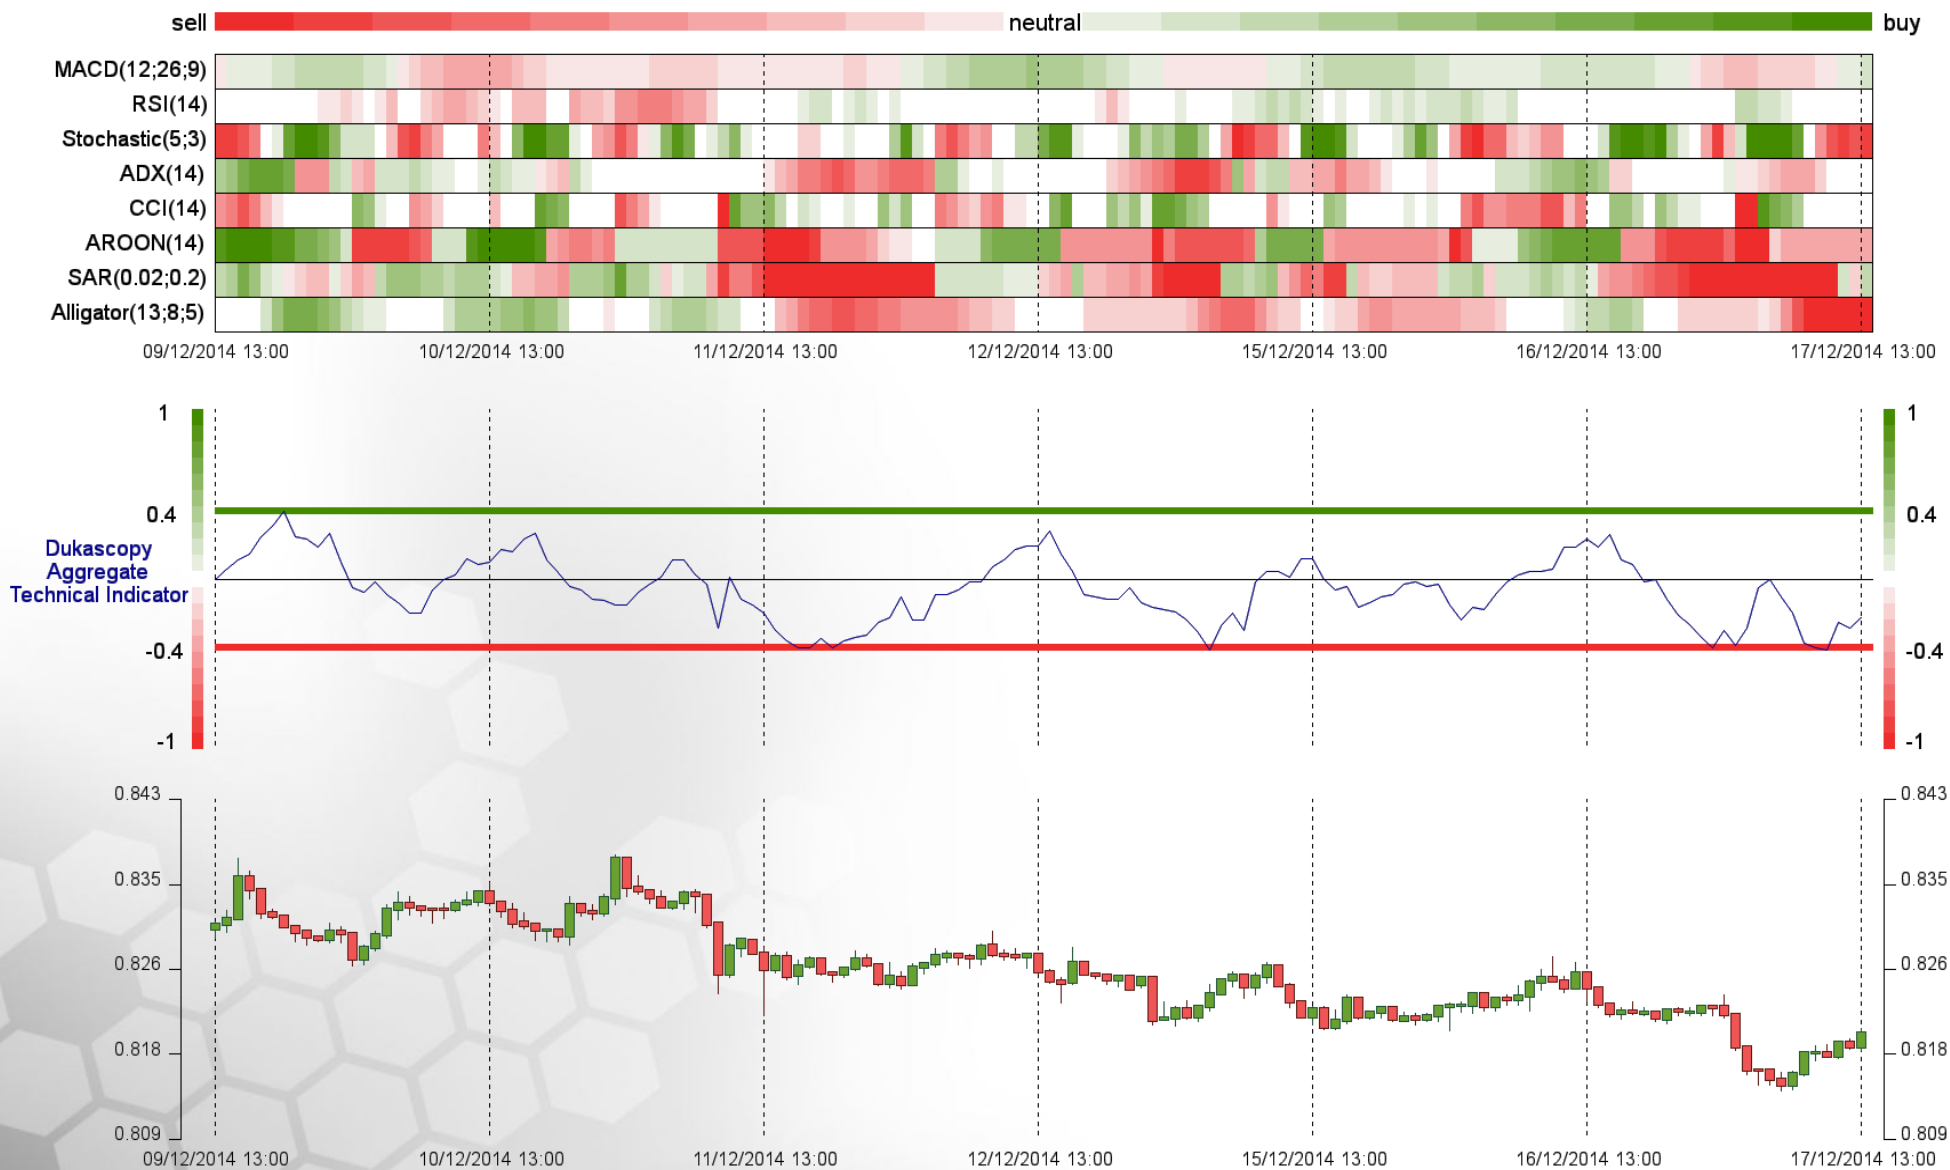 sell neutral buy
MACD(12;26;9)
RSI(14)
Stochastic(5;3)
ADX(14)
CCI(14)
AROON(14)
SAR(0.02;0.2)
Alligator(13;8;5)
09/12/2014 13:00 10/12/2014 13:00 11/12/2014 13:00 12/12/2014 13:00 15/12/2014 13:00 16/12/2014 13:00 17/12/2014 13:00
1 1
0.4 0.4
Dukascopy
Aggregate
Technical Indicator
-0.4 -0.4
-1 -1
0.843 0.843
0.835 0.835
0.826 0.826
0.818 0.818
0.809 0.809
09/12/2014 13:00 10/12/2014 13:00 11/12/2014 13:00 12/12/2014 13:00 15/12/2014 13:00 16/12/2014 13:00 17/12/2014 13:00